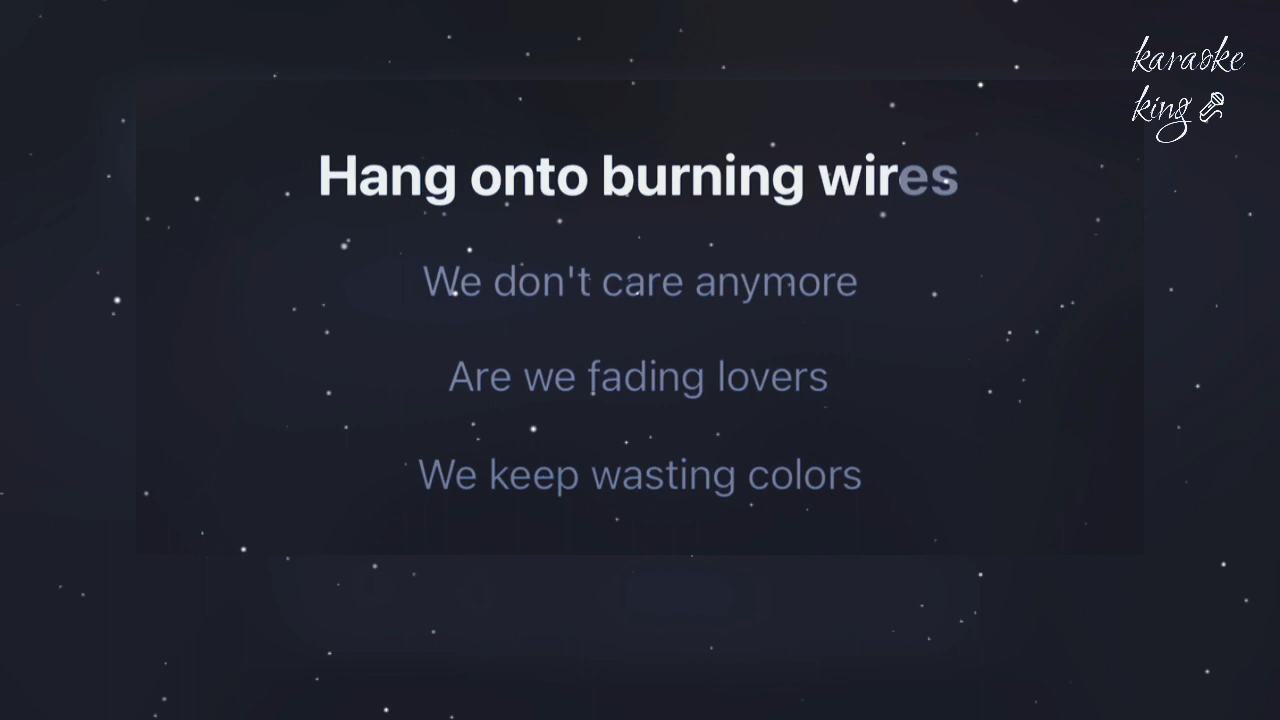 karaoke
king
Hang onto burning wires
We don't care anymore
Are we fading lovers
We keep wasting colors